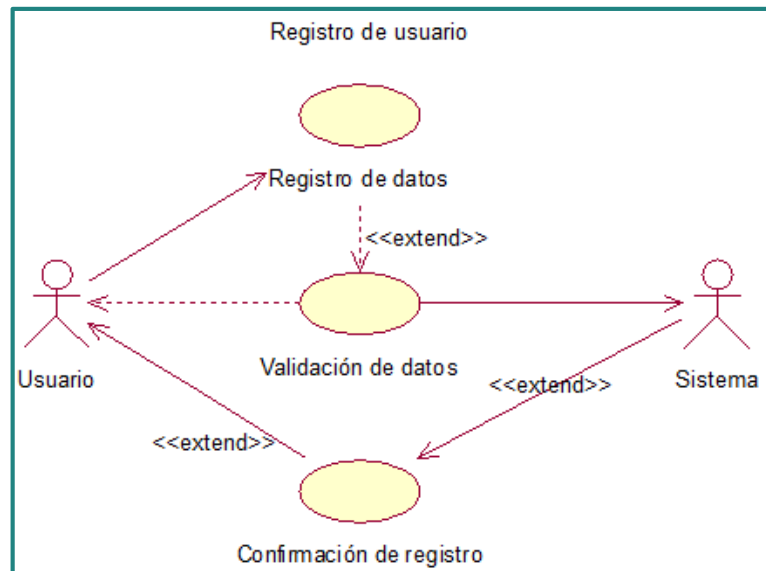 Registro de usuario
Registro de datos
<<extend>>
Usuario
Validación de datos
<<extend>>
Sistema
<<extend>>
Confirmación de registro